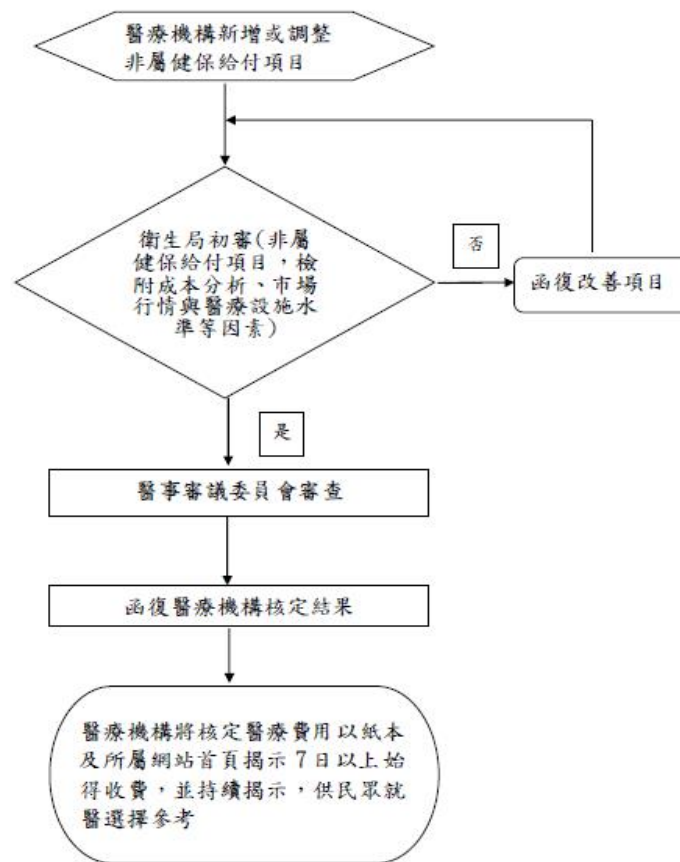 醫療機構新增或調整
非屬健保給付項目
衛生局初審(非屬
健保給付項目，檢
附成本分析、市場
行情與醫療設施水
準等因素)
否
函復改善項目
是
醫事審議委員會審查
函復醫療機構核定結果
醫療機構將核定醫療費用以紙本
及所屬網站首頁揭示 7 日以上始
得收費，並持續揭示，供民眾就
醫選擇參考